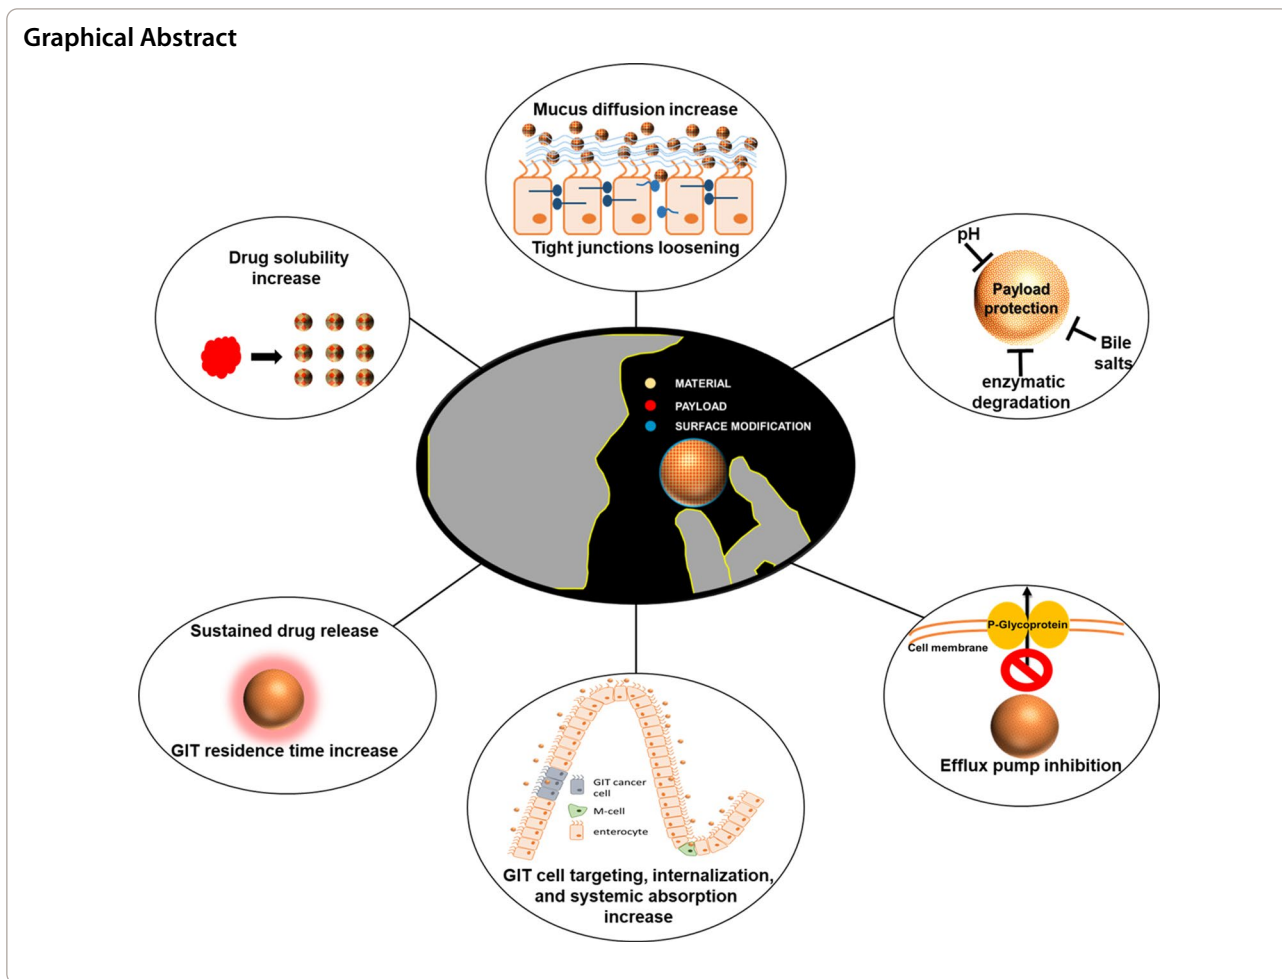 Graphical Abstract
Mucus diffusion increase
Tight junctions loosening
Drug solubility
increase
pH
Payload
protection
Bile
salts
enzymatic
degradation
MATERIAL
PAYLOAD
SURFACE MODIFICATION
Sustained drug release
GIT residence time increase
GIT cancer
cell
M-cell
enterocyte
GIT cell targeting, internalization,
and systemic absorption
increase
P-Glycoprotein
Cell membrane
Efflux pump inhibition